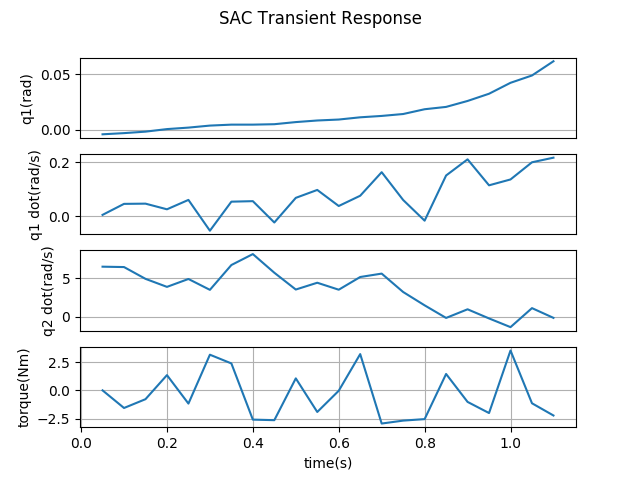 SAC Transient Response
0.05
0.00
q1(rad)
0.2
0.0
q1 dot(rad/s)
5
0
q2 dot(rad/s)
2.5
0.0
−2.5
torque(Nm)
0.0 0.2 0.4 0.6 0.8 1.0
time(s)